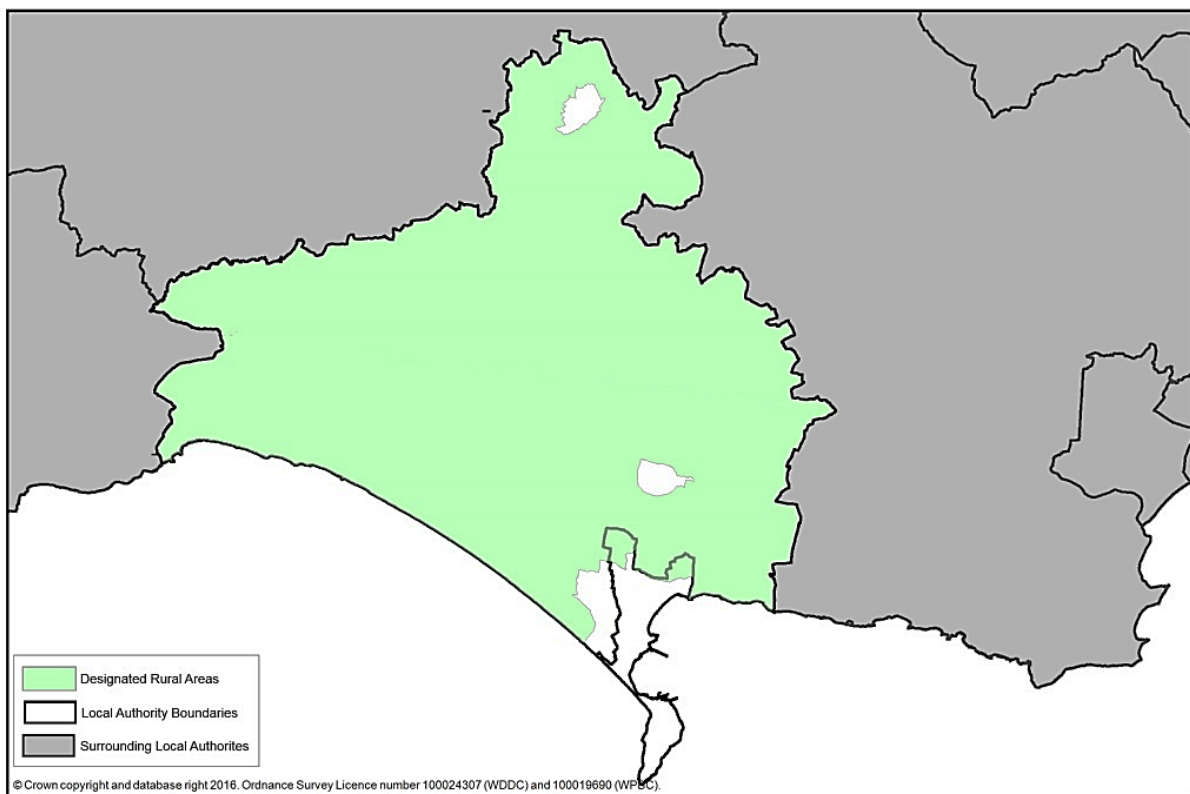 Designated Rural Areas
Local Authority Boundaries
Surrounding Local Authorites
© Crown copyright and database right 2016. Ordnance Survey Licence number 100024307 (WDDC) and 100019690 (WPBC).